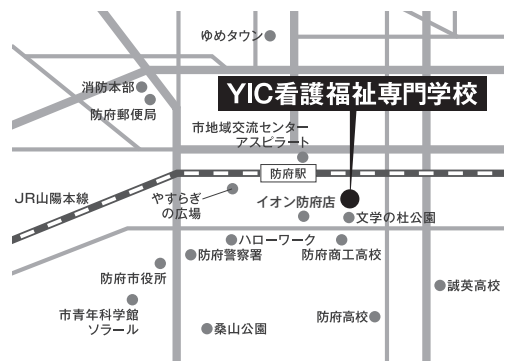 ゆめタウン
消防本部
防府郵便局
YIC看護福祉専門学校
市地域交流センター
アスピラート
防府駅
JR山陽本線
やすらぎ
の広場
イオン防府店
文学の杜公園
ハローワーク
防府警察署
防府商工高校
防府市役所
誠英高校
市青年科学館
ソラール
桑山公園
防府高校